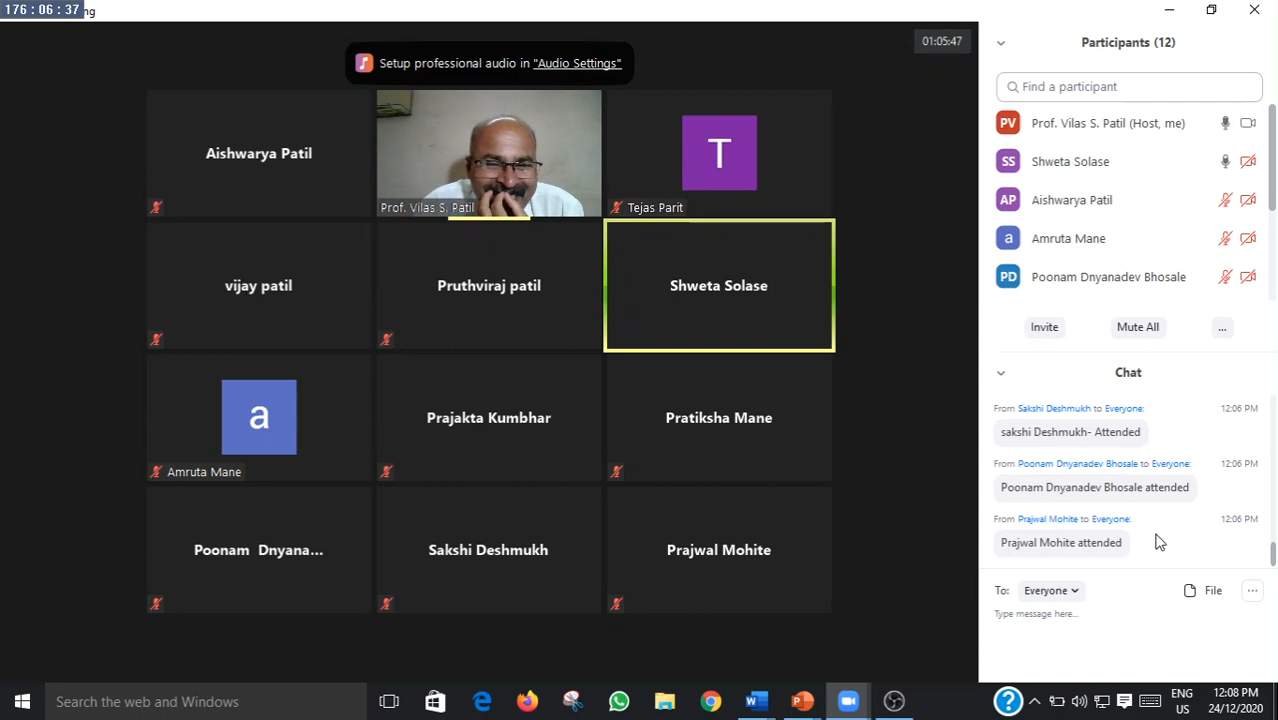 176:06:37 ng
01:05:47
Setup professional audio in "Audio Settings"
Aishwarya Patil
Prof. Vilas S. Patil
T
Tejas Parit
vijay patil
Pruthviraj patil
Shweta Solase
a
Amruta Mane
Prajakta Kumbhar
Pratiksha Mane
Poonam Dnyana...
Sakshi Deshmukh
Prajwal Mohite
Participants (12)
Find a participant
PV Prof. Vilas S. Patil (Host, me)
SS Shweta Solase
AP Aishwarya Patil
a Amruta Mane
PD Poonam Dnyanadev Bhosale
Invite Mute All ...
Chat
From Sakshi Deshmukh to Everyone: 12:06 PM
sakshi Deshmukh- Attended
From Poonam Dnyanadev Bhosale to Everyone: 12:06 PM
Poonam Dnyanadev Bhosale attended
From Prajwal Mohite to Everyone: 12:06 PM
Prajwal Mohite attended
To: Everyone File ...
Type message here...
Search the web and Windows
ENG
US
12:08 PM
24/12/2020